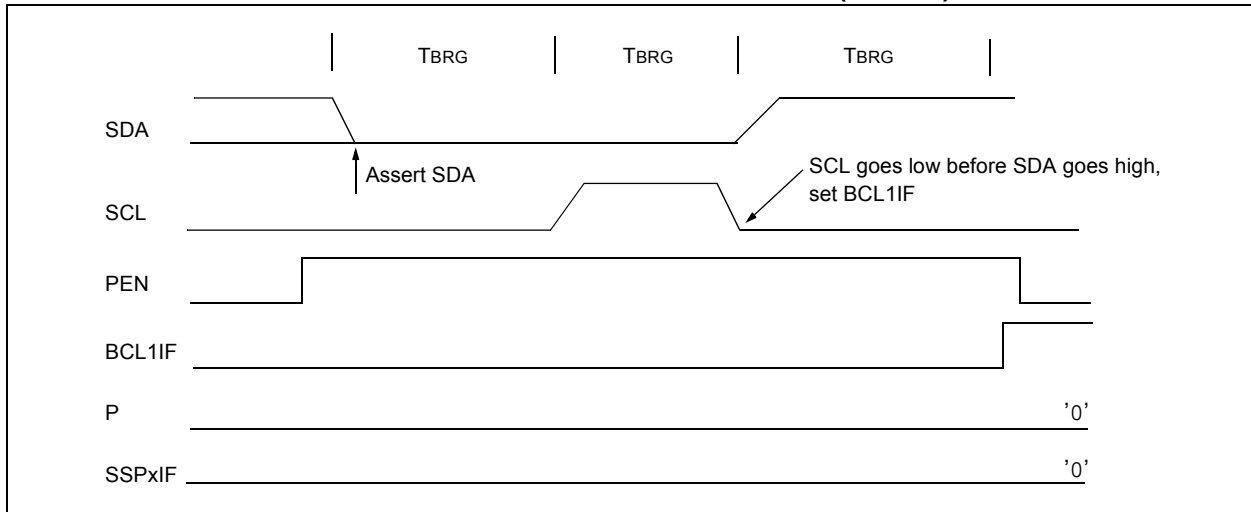 TBRG TBRG TBRG
SDA
Assert SDA
SCL goes low before SDA goes high,
set BCL1IF
SCL
PEN
BCL1IF
P '0'
SSPxIF '0'